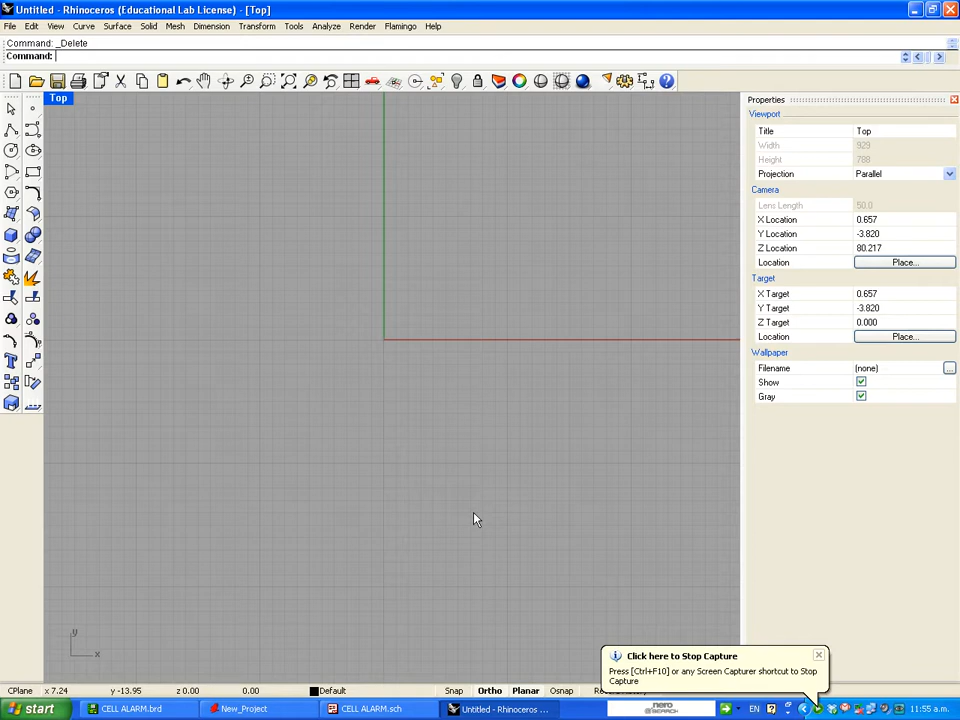 Untitled - Rhinoceros (Educational Lab License) - [Top]
File Edit View Curve Surface Solid Mesh Dimension Transform Tools Analyze Render Flamingo Help
Command: _Delete
Command:
Top
Properties
Viewport
Title Top
Width 929
Height 788
Projection Parallel
Camera
Lens Length 50.0
X Location 0.657
Y Location -3.820
Z Location 80.217
Location Place...
Target
X Target 0.657
Y Target -3.820
Z Target 0.000
Location Place...
Wallpaper
Filename (none) ...
Show
Gray
y
x
Click here to Stop Capture
Press [Ctrl+F10] or any Screen Capturer shortcut to Stop
Capture
CPlane x 7.24 y -13.95 z 0.00 0.00 Default Snap Ortho Planar Osnap
start CELL ALARM.brd New_Project CELL ALARM.sch Untitled - Rhinoceros ... nero SEARCH EN 11:55 a.m.